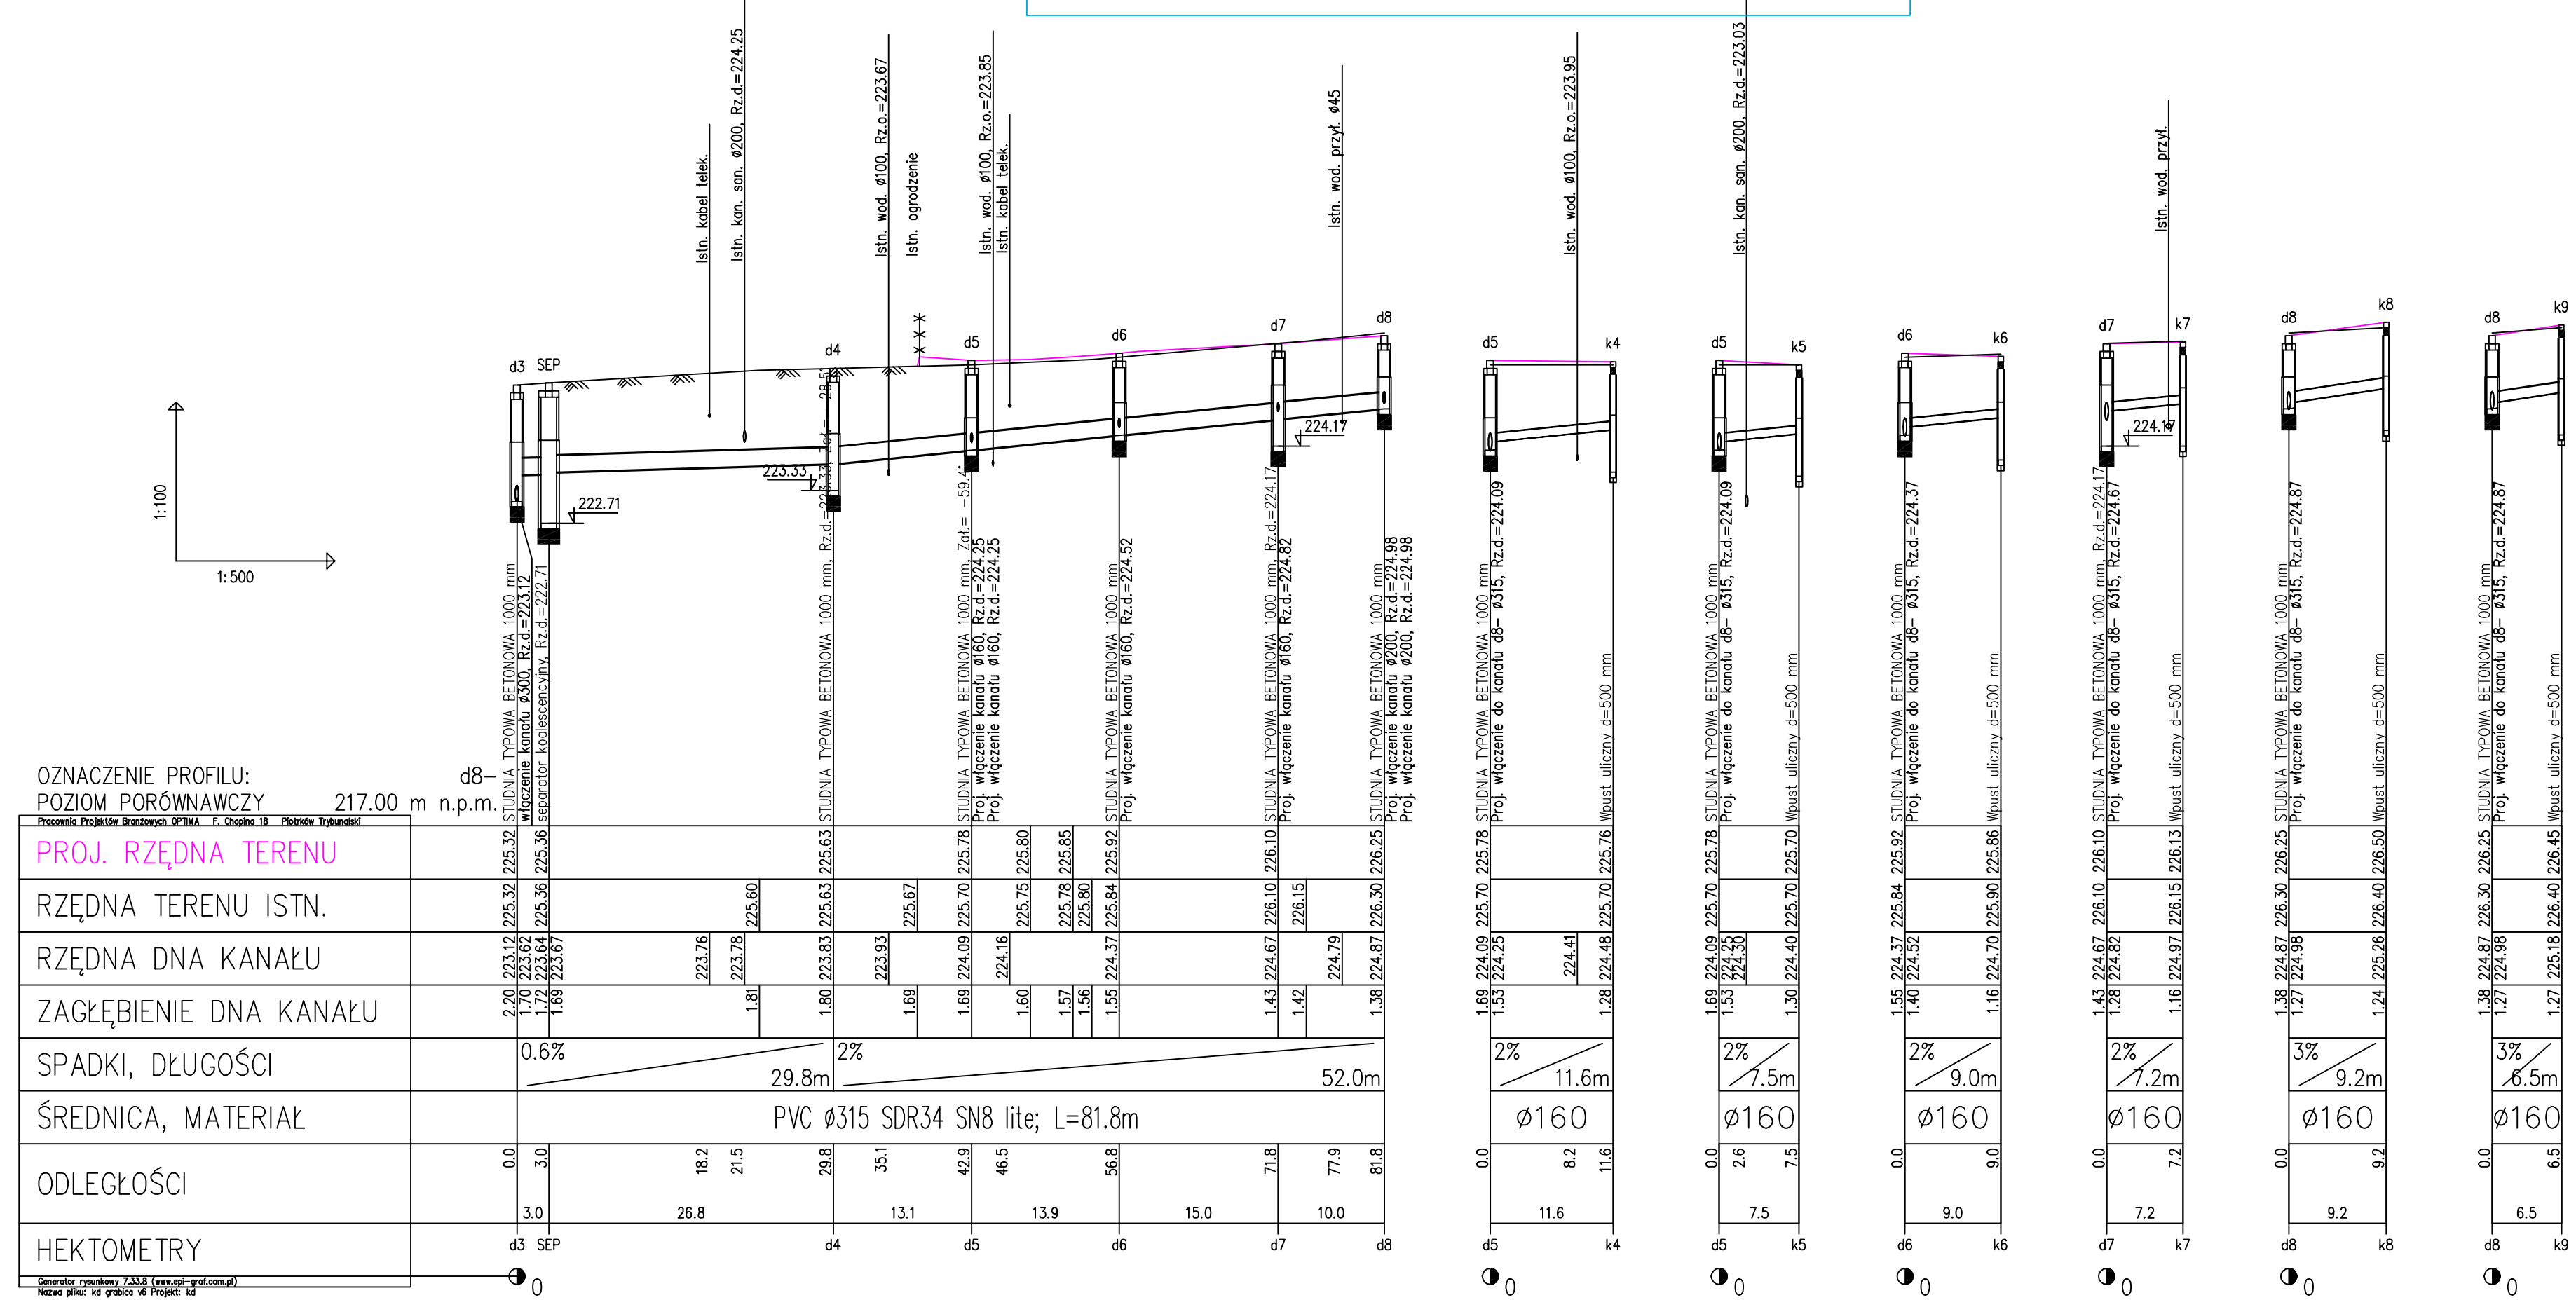 Istn. kabel telek.
Istn. kan. san. ø200, Rz.d.=224.25
Istn. wod. ø100, Rz.o.=223.67
Istn. ogrodzenie
Istn. wod. ø100, Rz.o.=223.85
Istn. kabel telek.
Istn. wod. przył. ø45
Istn. wod. ø100, Rz.o.=223.95
Istn. kan. san. ø200, Rz.d.=223.03
Istn. wod. przył.
d3 SEP d4 d5 d6 d7 d8
d5 k4
d5 k5
d6 k6
d7 k7
d8 k8
d8 k9
222.71
223.33
224.17
224.17
1:100
1:500
STUDNIA TYPOWA BETONOWA 1000 mm
włączenie kanału ø300, Rz.d.=223.12
separator koalescencyjny, Rz.d.=222.71
STUDNIA TYPOWA BETONOWA 1000 mm, Rz.d.=223.33, Zał.= -28.5°
STUDNIA TYPOWA BETONOWA 1000 mm, Zał.= -59.4°
Proj. włączenie kanału ø160, Rz.d.=224.25
Proj. włączenie kanału ø160, Rz.d.=224.25
STUDNIA TYPOWA BETONOWA 1000 mm
Proj. włączenie kanału ø160, Rz.d.=224.52
STUDNIA TYPOWA BETONOWA 1000 mm, Rz.d.=224.17
Proj. włączenie kanału ø160, Rz.d.=224.82
STUDNIA TYPOWA BETONOWA 1000 mm
Proj. włączenie kanału ø200, Rz.d.=224.98
Proj. włączenie kanału ø200, Rz.d.=224.98
STUDNIA TYPOWA BETONOWA 1000 mm
Proj. włączenie do kanału d8- ø315, Rz.d.=224.09
Wpust uliczny d=500 mm
STUDNIA TYPOWA BETONOWA 1000 mm
Proj. włączenie do kanału d8- ø315, Rz.d.=224.09
Wpust uliczny d=500 mm
STUDNIA TYPOWA BETONOWA 1000 mm
Proj. włączenie do kanału d8- ø315, Rz.d.=224.37
Wpust uliczny d=500 mm
STUDNIA TYPOWA BETONOWA 1000 mm, Rz.d.=224.17
Proj. włączenie do kanału d8- ø315, Rz.d.=224.67
Wpust uliczny d=500 mm
STUDNIA TYPOWA BETONOWA 1000 mm
Proj. włączenie do kanału d8- ø315, Rz.d.=224.87
Wpust uliczny d=500 mm
STUDNIA TYPOWA BETONOWA 1000 mm
Proj. włączenie do kanału d8- ø315, Rz.d.=224.87
Wpust uliczny d=500 mm
OZNACZENIE PROFILU: d8-
POZIOM PORÓWNAWCZY 217.00 m n.p.m.
Pracownia Projektów Branżowych OPTIMA F. Chopina 18 Piotrków Trybunalski
PROJ. RZĘDNA TERENU 225.32 225.36 225.63 225.78 225.80 225.85 225.92 226.10 226.25 225.78 225.76 225.78 225.70 225.92 225.86 226.10 226.13 226.25 226.50 226.25 226.45
RZĘDNA TERENU ISTN. 225.32 225.36 225.60 225.63 225.67 225.70 225.75 225.78 225.80 225.84 226.10 226.15 226.30 225.70 225.70 225.70 225.70 225.84 225.90 226.10 226.15 226.30 226.40 226.30 226.40
RZĘDNA DNA KANAŁU 223.12 223.62 223.64 223.67 223.76 223.78 223.83 223.93 224.09 224.16 224.37 224.67 224.79 224.87 224.09 224.25 224.41 224.48 224.09 224.25 224.30 224.40 224.37 224.52 224.70 224.67 224.82 224.97 224.87 224.98 225.26 224.87 224.98 225.18
ZAGŁĘBIENIE DNA KANAŁU 2.20 1.70 1.72 1.69 1.81 1.80 1.69 1.69 1.60 1.57 1.56 1.55 1.43 1.42 1.38 1.69 1.53 1.28 1.69 1.53 1.30 1.55 1.40 1.16 1.43 1.28 1.16 1.38 1.27 1.24 1.38 1.27 1.27
SPADKI, DŁUGOŚCI 0.6% 29.8m 2% 52.0m 2% 11.6m 2% 7.5m 2% 9.0m 2% 7.2m 3% 9.2m 3% 6.5m
ŚREDNICA, MATERIAŁ PVC ø315 SDR34 SN8 lite; L=81.8m ø160 ø160 ø160 ø160 ø160 ø160
ODLEGŁOŚCI 0.0 3.0 18.2 21.5 29.8 35.1 42.9 46.5 56.8 71.8 77.9 81.8 0.0 8.2 11.6 0.0 2.6 7.5 0.0 9.0 0.0 7.2 0.0 9.2 0.0 6.5
3.0 26.8 13.1 13.9 15.0 10.0 11.6 7.5 9.0 7.2 9.2 6.5
HEKTOMETRY d3 SEP d4 d5 d6 d7 d8 d5 k4 d5 k5 d6 k6 d7 k7 d8 k8 d8 k9
0 0 0 0 0 0 0
Generator rysunkowy 7.33.8 (www.epi-graf.com.pl)
Nazwa pliku: kd grabica v6 Projekt: kd